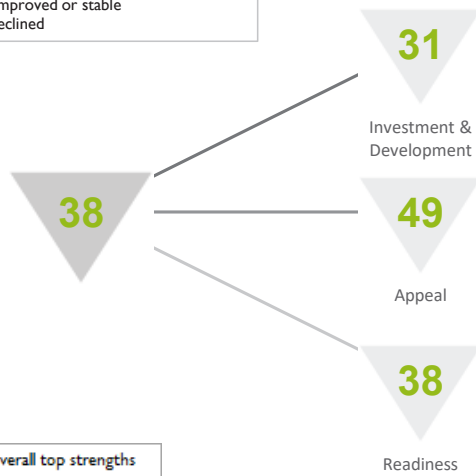 mproved or stable
eclined
31
Investment &
Development
38
49
Appeal
38
Readiness
verall top strengths